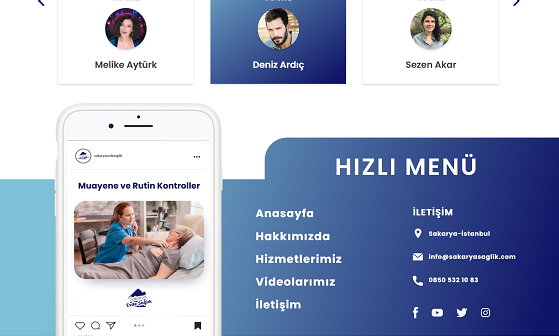 Melike Aytürk
Deniz Ardıç
Sezen Akar
sakaryaevdesaglik
Muayene ve Rutin Kontroller
HIZLI MENÜ
Anasayfa
Hakkımızda
Hizmetlerimiz
Videolarımız
İletişim
İLETİŞİM
Sakarya-İstanbul
info@sakaryasaglik.com
0850 532 10 83